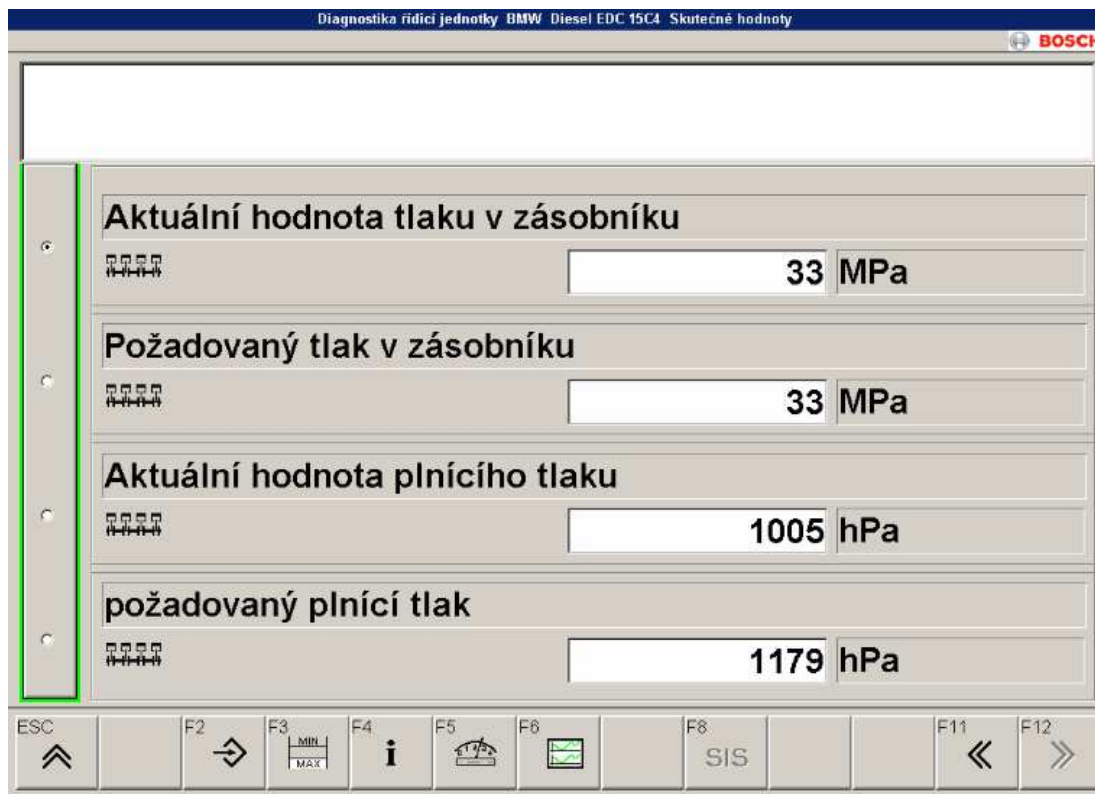 Diagnostika řídicí jednotky BMW Diesel EDC 15C4 Skutečné hodnoty
BOSCH
Aktuální hodnota tlaku v zásobníku
33 MPa
Požadovaný tlak v zásobníku
33 MPa
Aktuální hodnota plnícího tlaku
1005 hPa
požadovaný plnící tlak
1179 hPa
ESC F2 F3 F4 F5 F6 F8 F11 F12
MIN
MAX
i
SIS